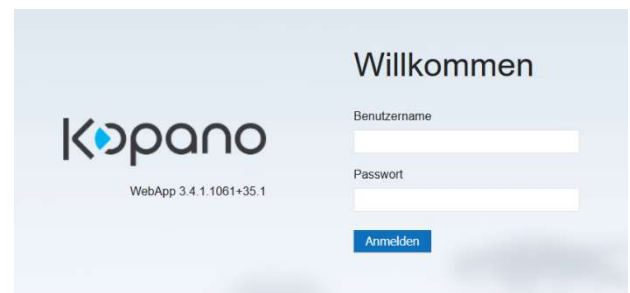 Willkommen
Benutzername
kopano
Passwort
WebApp 3.4.1.1061+35.1
Anmelden